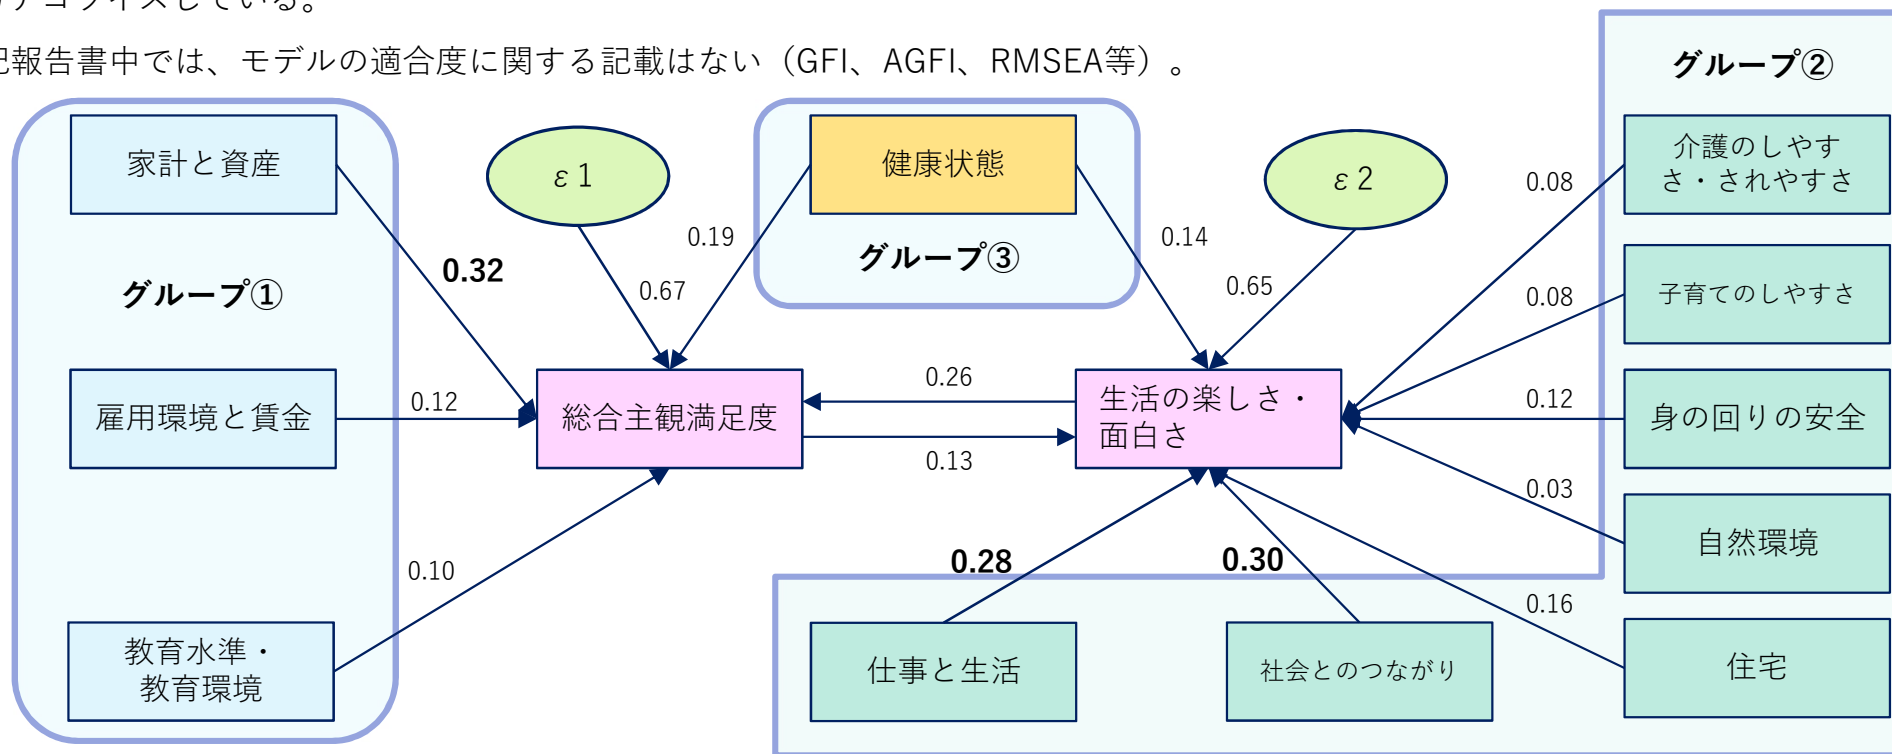 記報告書中では、モデルの適合度に関する記載はない（GFI、AGFI、RMSEA等）。
グループ②
家計と資産
ε1
健康状態
ε2
介護のしやす
さ・されやすさ
0.08
0.19
0.14
グループ③
0.32
0.67
0.65
グループ①
0.08
子育てのしやすさ
0.26
0.12
総合主観満足度
生活の楽しさ・
面白さ
0.12
身の回りの安全
雇用環境と賃金
0.13
0.03
自然環境
0.10
0.28
0.30
0.16
教育水準・
教育環境
仕事と生活
社会とのつながり
住宅